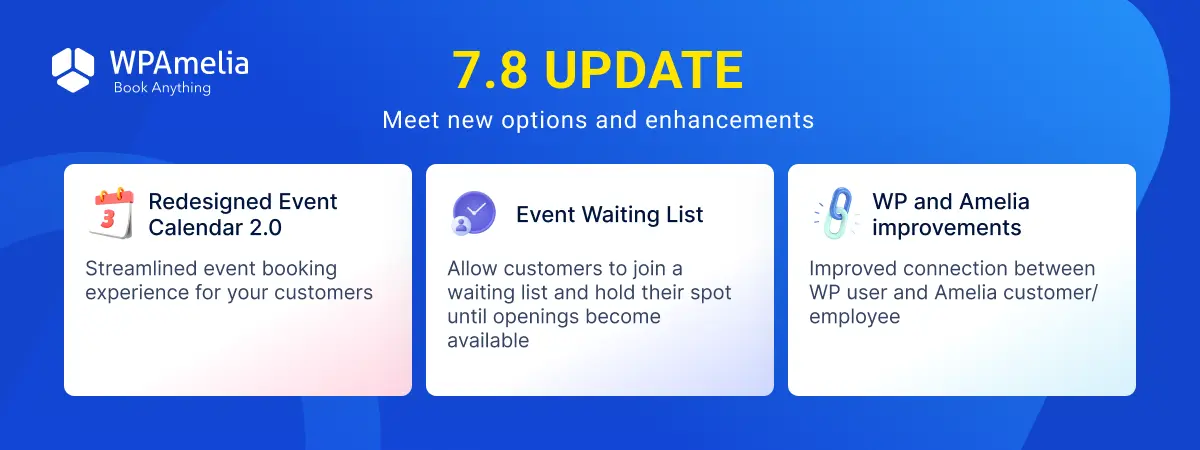 WPAmelia
Book Anything
7.8 UPDATE
Meet new options and enhancements
3
Redesigned Event
Calendar 2.0
Streamlined event booking
experience for your customers
Event Waiting List
Allow customers to join a
waiting list and hold their spot
until openings become
available
WP and Amelia
improvements
Improved connection between
WP user and Amelia customer/
employee